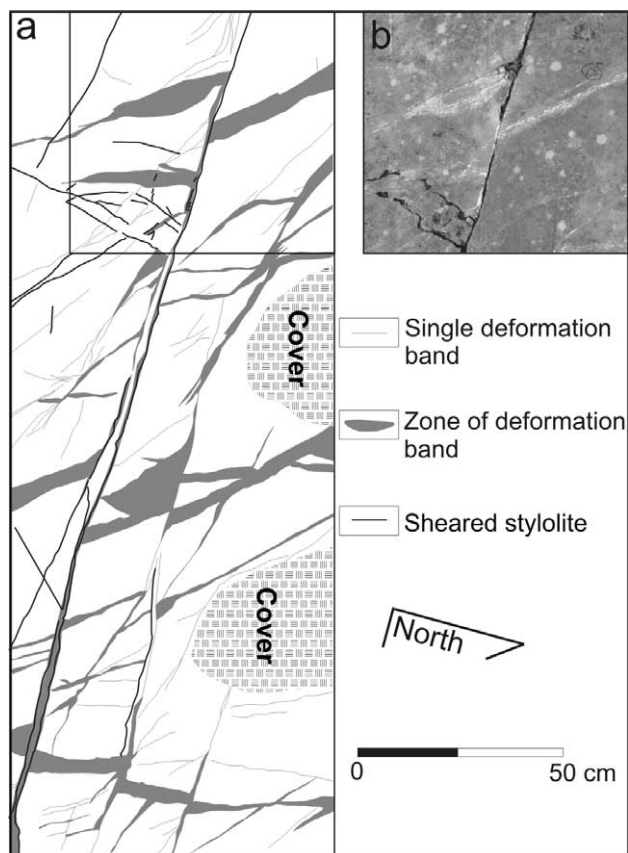 a
b
Cover
Single deformation
band
Zone of deformation
band
Sheared stylolite
Cover
North
0
50 cm